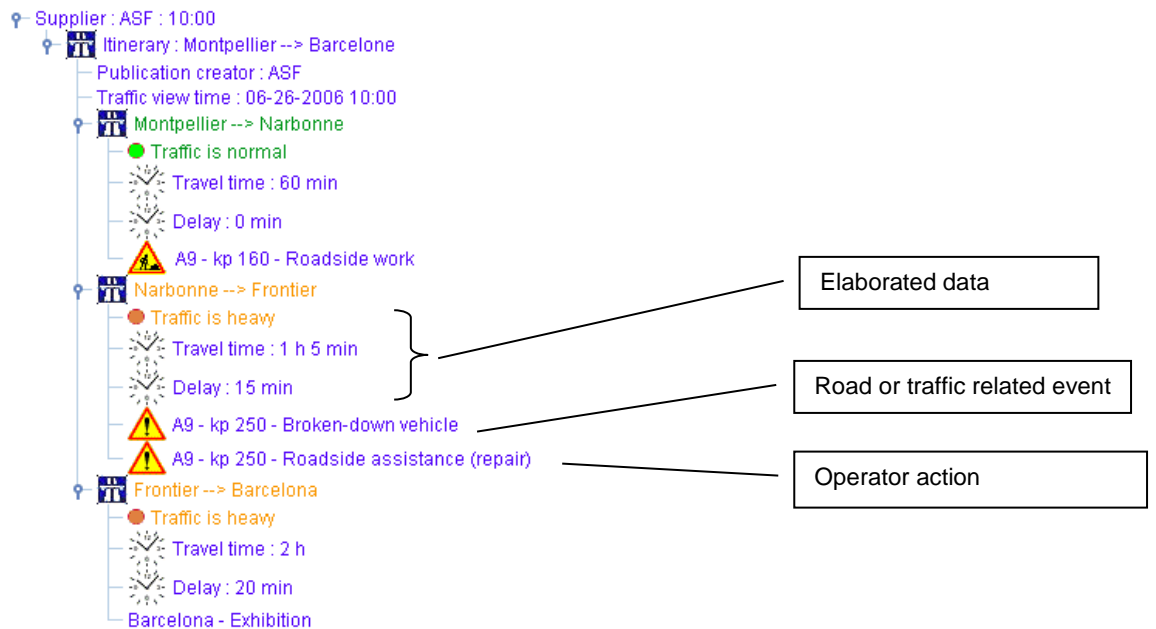 Supplier : ASF : 10:00
Itinerary : Montpellier --> Barcelone
Publication creator : ASF
Traffic view time : 06-26-2006 10:00
Montpellier --> Narbonne
Traffic is normal
Travel time : 60 min
Delay : 0 min
A9 - kp 160 - Roadside work
Narbonne --> Frontier
Traffic is heavy
Travel time : 1 h 5 min
Delay : 15 min
A9 - kp 250 - Broken-down vehicle
A9 - kp 250 - Roadside assistance (repair)
Frontier --> Barcelona
Traffic is heavy
Travel time : 2 h
Delay : 20 min
Barcelona - Exhibition
Elaborated data
Road or traffic related event
Operator action